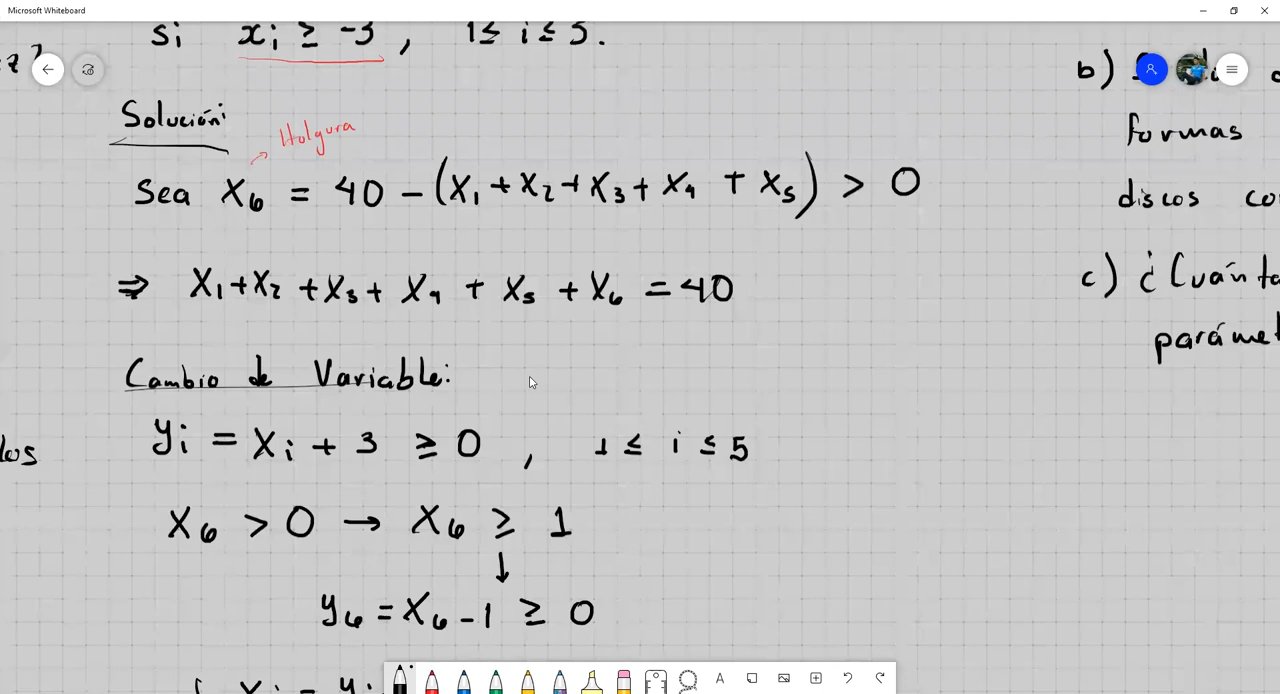 Microsoft Whiteboard
si xi ≥ -3 , 1 ≤ i ≤ 5.
Solución:
Holgura
Sea X6 = 40 - (X1 + X2 + X3 + X4 + X5) > 0
⇒ X1 + X2 + X3 + X4 + X5 + X6 = 40
Cambio de Variable:
yi = Xi + 3 ≥ 0 , 1 ≤ i ≤ 5
X6 > 0 → X6 ≥ 1
↓
y6 = X6 - 1 ≥ 0
b)
formas
discos
c) ¿
A